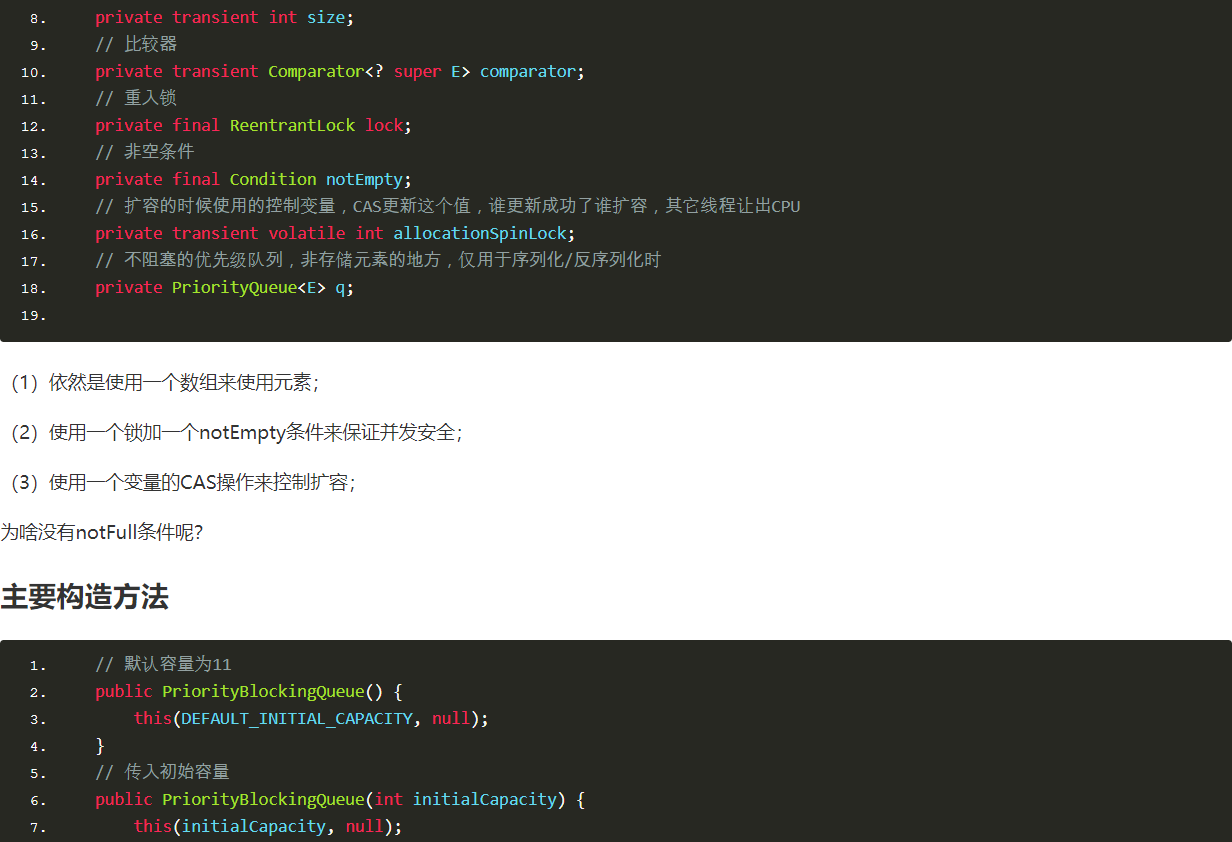 8. private transient int size;
9. // 比较器
10. private transient Comparator<? super E> comparator;
11. // 重入锁
12. private final ReentrantLock lock;
13. // 非空条件
14. private final Condition notEmpty;
15. // 扩容的时候使用的控制变量，CAS更新这个值，谁更新成功了谁扩容，其它线程让出CPU
16. private transient volatile int allocationSpinLock;
17. // 不阻塞的优先级队列，非存储元素的地方，仅用于序列化/反序列化时
18. private PriorityQueue<E> q;
19.
（1）依然是使用一个数组来使用元素；
（2）使用一个锁加一个notEmpty条件来保证并发安全；
（3）使用一个变量的CAS操作来控制扩容；
为啥没有notFull条件呢？
主要构造方法
1. // 默认容量为11
2. public PriorityBlockingQueue() {
3. this(DEFAULT_INITIAL_CAPACITY, null);
4. }
5. // 传入初始容量
6. public PriorityBlockingQueue(int initialCapacity) {
7. this(initialCapacity, null);